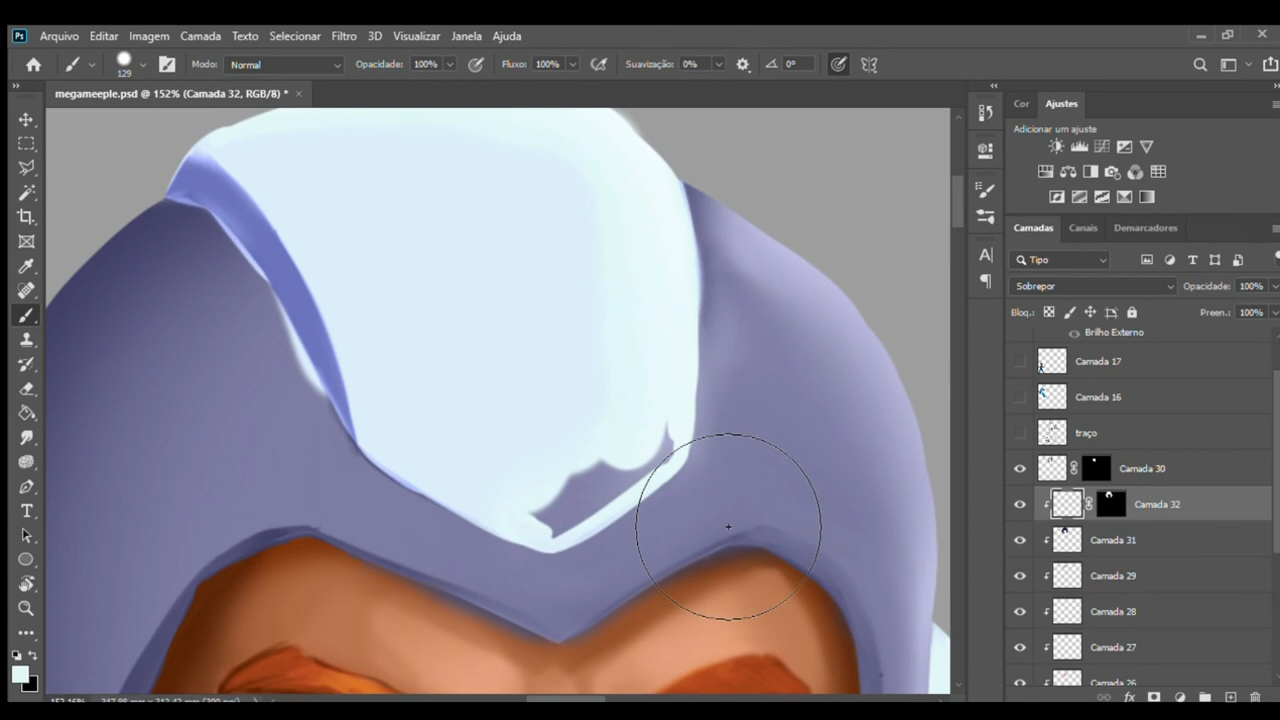 Ps Arquivo Editar Imagem Camada Texto Selecionar Filtro 3D Visualizar Janela Ajuda
129 Modo: Normal Opacidade: 100% Fluxo: 100% Suavização: 0% 0°
megameeple.psd @ 152% (Camada 32, RGB/8) *
Cor Ajustes
Adicionar um ajuste
Camadas Canais Demarcadores
Tipo
Sobrepor Opacidade: 100%
Bloq.: Preen.: 100%
Brilho Externo
Camada 17
Camada 16
traço
Camada 30
Camada 32
Camada 31
Camada 29
Camada 28
Camada 27
Camada 26